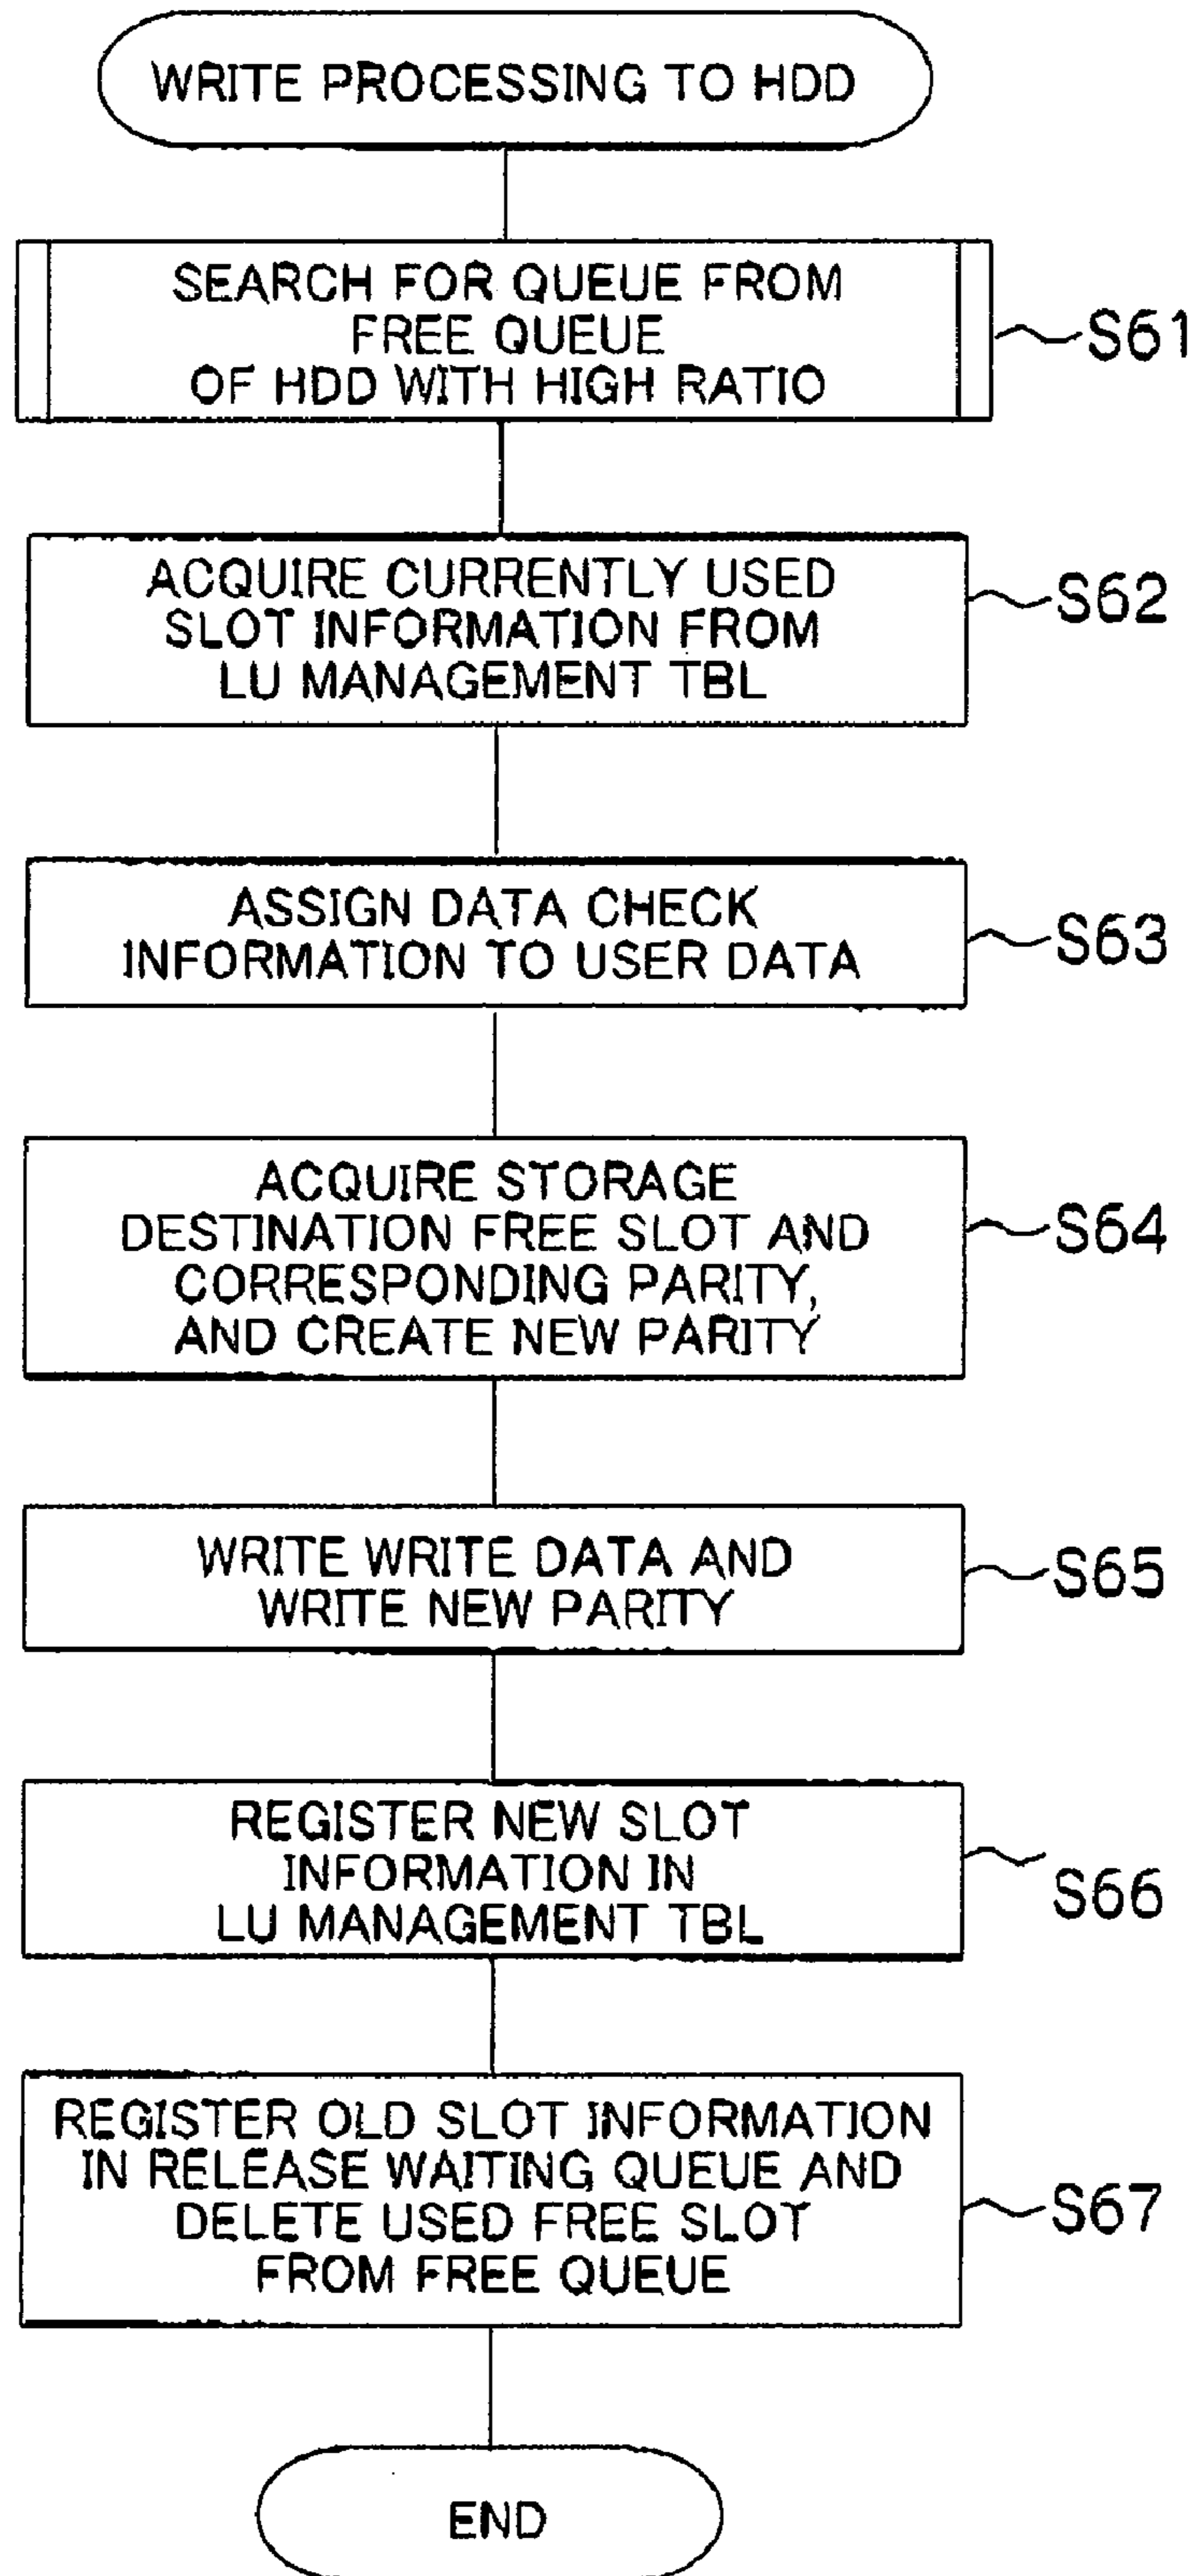 WRITE PROCESSING TO HDD
SEARCH FOR QUEUE FROM
FREE QUEUE
OF HDD WITH HIGH RATIO
S61
ACQUIRE CURRENTLY USED
SLOT INFORMATION FROM
LU MANAGEMENT TBL
S62
ASSIGN DATA CHECK
INFORMATION TO USER DATA
S63
ACQUIRE STORAGE
DESTINATION FREE SLOT AND
CORRESPONDING PARITY,
AND CREATE NEW PARITY
S64
WRITE WRITE DATA AND
WRITE NEW PARITY
S65
REGISTER NEW SLOT
INFORMATION IN
LU MANAGEMENT TBL
S66
REGISTER OLD SLOT INFORMATION
IN RELEASE WAITING QUEUE AND
DELETE USED FREE SLOT
FROM FREE QUEUE
S67
END